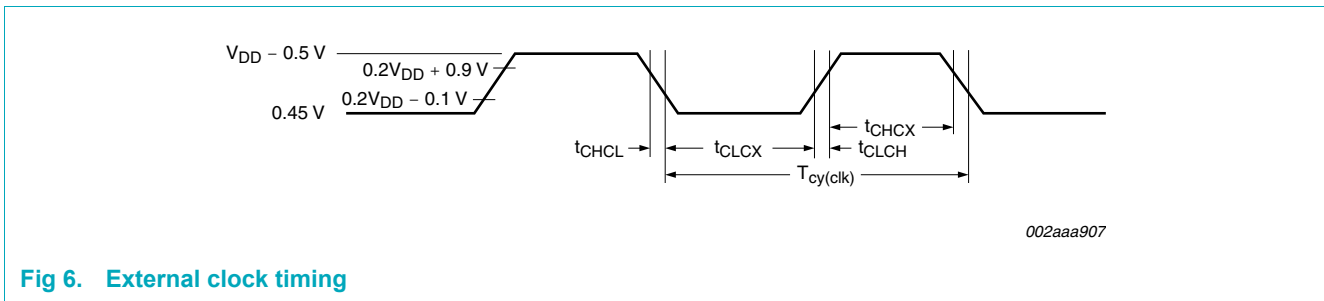 V_DD − 0.5 V
0.2V_DD + 0.9 V
0.2V_DD − 0.1 V
0.45 V
t_CHCX
t_CHCL t_CLCX t_CLCH
T_cy(clk)
002aaa907
Fig 6. External clock timing